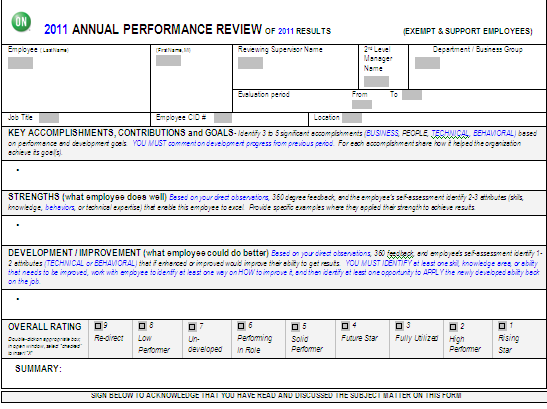 ON
2011 ANNUAL PERFORMANCE REVIEW OF 2011 RESULTS (EXEMPT & SUPPORT EMPLOYEES)
Employee (Last Name) (First Name, MI) Reviewing Supervisor Name 2nd Level Manager Name Department / Business Group
Evaluation period From To
Job Title Employee CID # Location
KEY ACCOMPLISHMENTS, CONTRIBUTIONS and GOALS- Identify 3 to 5 significant accomplishments (BUSINESS, PEOPLE, TECHNICAL, BEHAVIORAL) based
on performance and development goals. YOU MUST comment on development progress from previous period. For each accomplishment share how it helped the organization
achieve its goal(s).
•
STRENGTHS (what employee does well) Based on your direct observations, 360 degree feedback, and the employee's self-assessment identify 2-3 attributes (skills,
knowledge, behaviors, or technical expertise) that enable this employee to excel. Provide specific examples where they applied their strength to achieve results.
•
DEVELOPMENT / IMPROVEMENT (what employee could do better) Based on your direct observations, 360 feedback, and employee's self-assessment identify 1-
2 attributes (TECHNICAL or BEHAVIORAL) that if enhanced or improved would improve their ability to get results. YOU MUST IDENTIFY at least one skill, knowledge area, or ability
that needs to be improved, work with employee to identify at least one way on HOW to improve it, and then identify at least one opportunity to APPLY the newly developed ability back
on the job.
•
OVERALL RATING
Double-click on appropriate box,
in open window, select "checked"
to insert "X"
9 Re-direct
8 Low Performer
7 Un-developed
6 Performing In Role
5 Solid Performer
4 Future Star
3 Fully Utilized
2 High Performer
1 Rising Star
SUMMARY:
SIGN BELOW TO ACKNOWLEDGE THAT YOU HAVE READ AND DISCUSSED THE SUBJECT MATTER ON THIS FORM